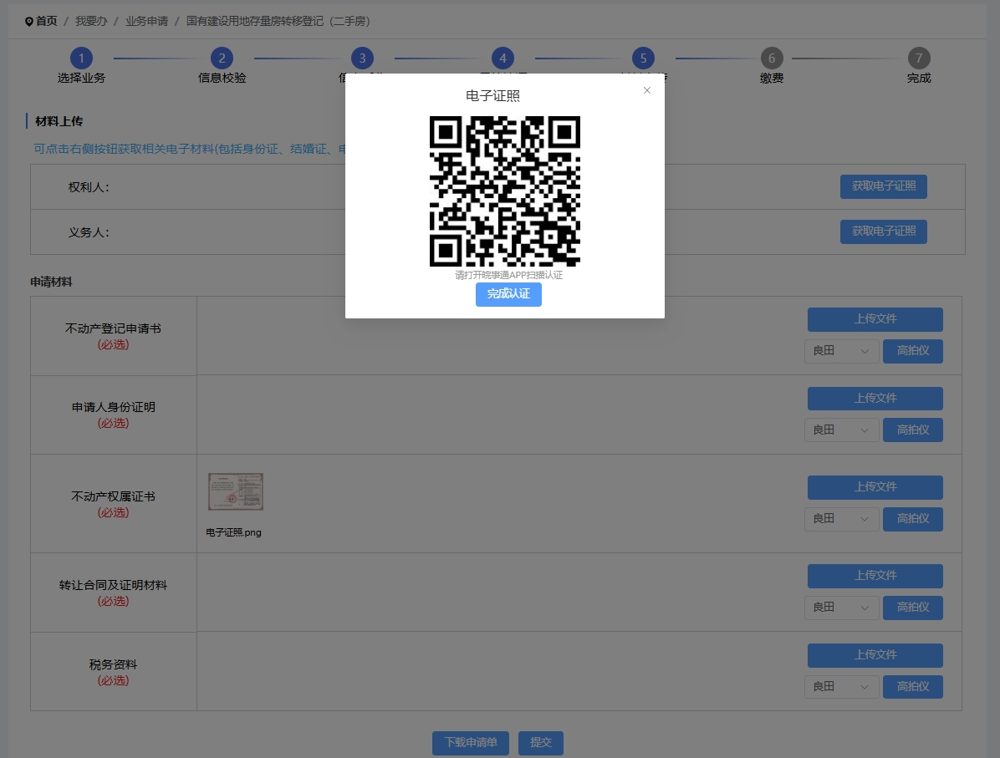 首页 / 我要办 / 业务申请 / 国有建设用地存量房转移登记（二手房）
1 2 3 4 5 6 7
选择业务 信息校验 缴费 完成
电子证照
材料上传
可点击右侧按钮获取相关电子材料(包括身份证、结婚证、
权利人： 获取电子证照
义务人： 获取电子证照
请打开皖事通APP扫描认证
完成认证
申请材料
不动产登记申请书
(必选)
上传文件
良田 高拍仪
申请人身份证明
(必选)
上传文件
良田 高拍仪
不动产权属证书
(必选)
电子证照.png
上传文件
良田 高拍仪
转让合同及证明材料
(必选)
上传文件
良田 高拍仪
税务资料
(必选)
上传文件
良田 高拍仪
下载申请单 提交